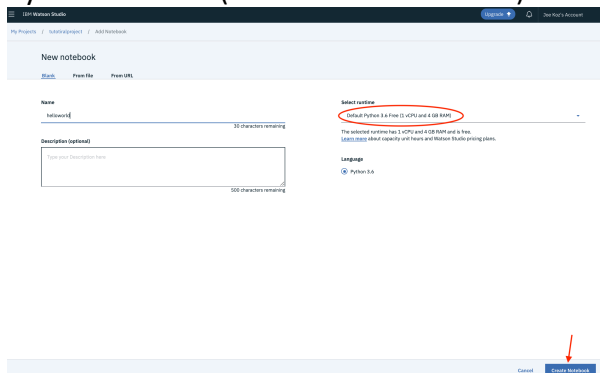 IBM Watson Studio
Upgrade
Joe Koz's Account
My Projects / tutorialproject / Add Notebook
New notebook
Blank From file From URL
Name
helloworld
30 characters remaining
Description (optional)
Type your Description here
500 characters remaining
Select runtime
Default Python 3.6 Free (1 vCPU and 4 GB RAM)
The selected runtime has 1 vCPU and 4 GB RAM and is free.
Learn more about capacity unit hours and Watson Studio pricing plans.
Language
Python 3.6
Cancel Create Notebook